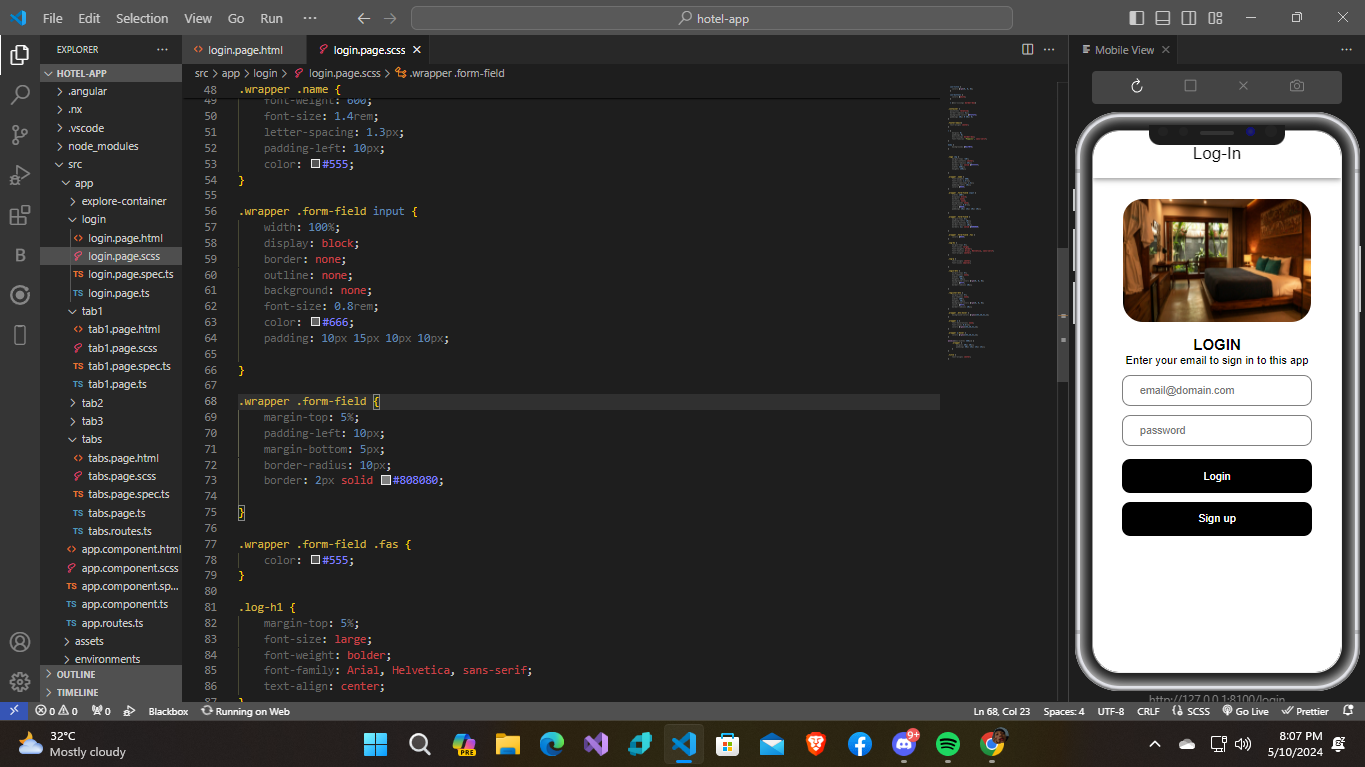 File Edit Selection View Go Run ··· hotel-app
EXPLORER ···
HOTEL-APP
.angular
.nx
.vscode
node_modules
src
app
explore-container
login
login.page.html
login.page.scss
login.page.spec.ts
login.page.ts
tab1
tab1.page.html
tab1.page.scss
tab1.page.spec.ts
tab1.page.ts
tab2
tab3
tabs
tabs.page.html
tabs.page.scss
tabs.page.spec.ts
tabs.page.ts
tabs.routes.ts
app.component.html
app.component.scss
app.component.sp...
app.component.ts
app.routes.ts
assets
environments
OUTLINE
TIMELINE
login.page.html login.page.scss
src > app > login > login.page.scss > .wrapper .form-field
48 .wrapper .name {
49 font-weight: 600;
50 font-size: 1.4rem;
51 letter-spacing: 1.3px;
52 padding-left: 10px;
53 color: #555;
54 }
55
56 .wrapper .form-field input {
57 width: 100%;
58 display: block;
59 border: none;
60 outline: none;
61 background: none;
62 font-size: 0.8rem;
63 color: #666;
64 padding: 10px 15px 10px 10px;
65
66 }
67
68 .wrapper .form-field {
69 margin-top: 5%;
70 padding-left: 10px;
71 margin-bottom: 5px;
72 border-radius: 10px;
73 border: 2px solid #808080;
74
75 }
76
77 .wrapper .form-field .fas {
78 color: #555;
79 }
80
81 .log-h1 {
82 margin-top: 5%;
83 font-size: large;
84 font-weight: bolder;
85 font-family: Arial, Helvetica, sans-serif;
86 text-align: center;
87 }
Mobile View
Log-In
LOGIN
Enter your email to sign in to this app
email@domain.com
password
Login
Sign up
http://127.0.0.1:8100/login
0 0 0 Blackbox Running on Web Ln 68, Col 23 Spaces: 4 UTF-8 CRLF SCSS Go Live Prettier
32°C
Mostly cloudy
PRE
9+
8:07 PM
5/10/2024